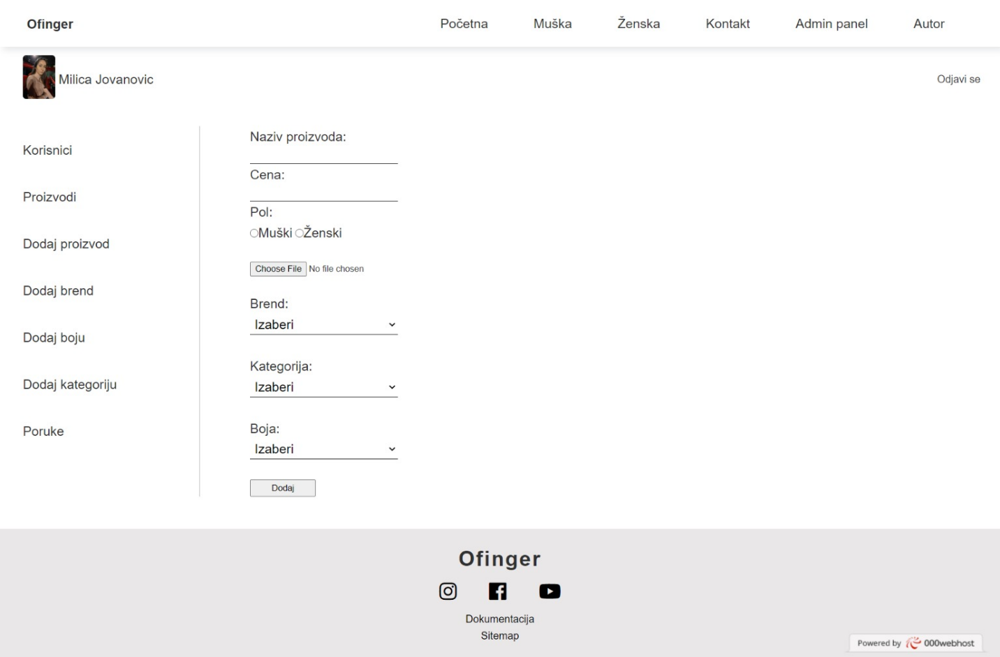 Ofinger
Početna Muška Ženska Kontakt Admin panel Autor
Milica Jovanovic
Odjavi se
Korisnici
Proizvodi
Dodaj proizvod
Dodaj brend
Dodaj boju
Dodaj kategoriju
Poruke
Naziv proizvoda:
Cena:
Pol:
Muški Ženski
Choose File No file chosen
Brend:
Izaberi
Kategorija:
Izaberi
Boja:
Izaberi
Dodaj
Ofinger
Dokumentacija
Sitemap
Powered by 000webhost